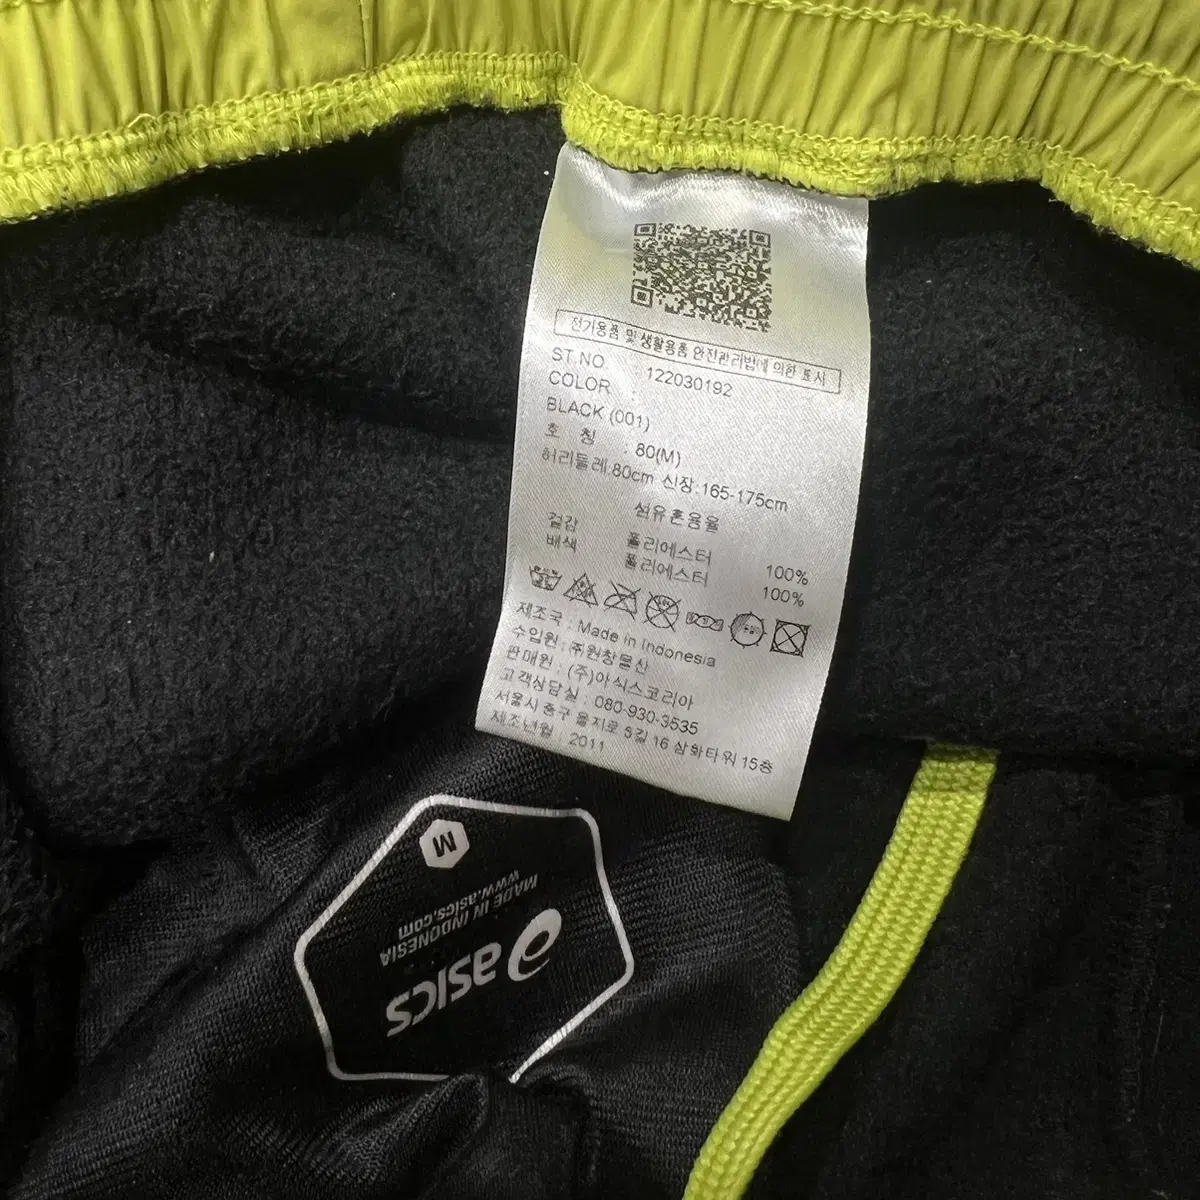 전기용품 및 생활용품 안전관리법에 의한 표시
ST.NO. : 122030192
COLOR :
BLACK (001)
호 칭 : 80(M)
허리둘레:80cm 신장:165-175cm
섬유혼용율
겉감 폴리에스터 100%
배색 폴리에스터 100%
제조국 : Made in Indonesia
수입원 : ㈜원창물산
판매원 : (주)아식스코리아
고객상담실 : 080-930-3535
서울시 중구 을지로 5길 16 삼화타워 15층
제조년월 : 2011
M
www.asics.com
MADE IN INDONESIA
asics